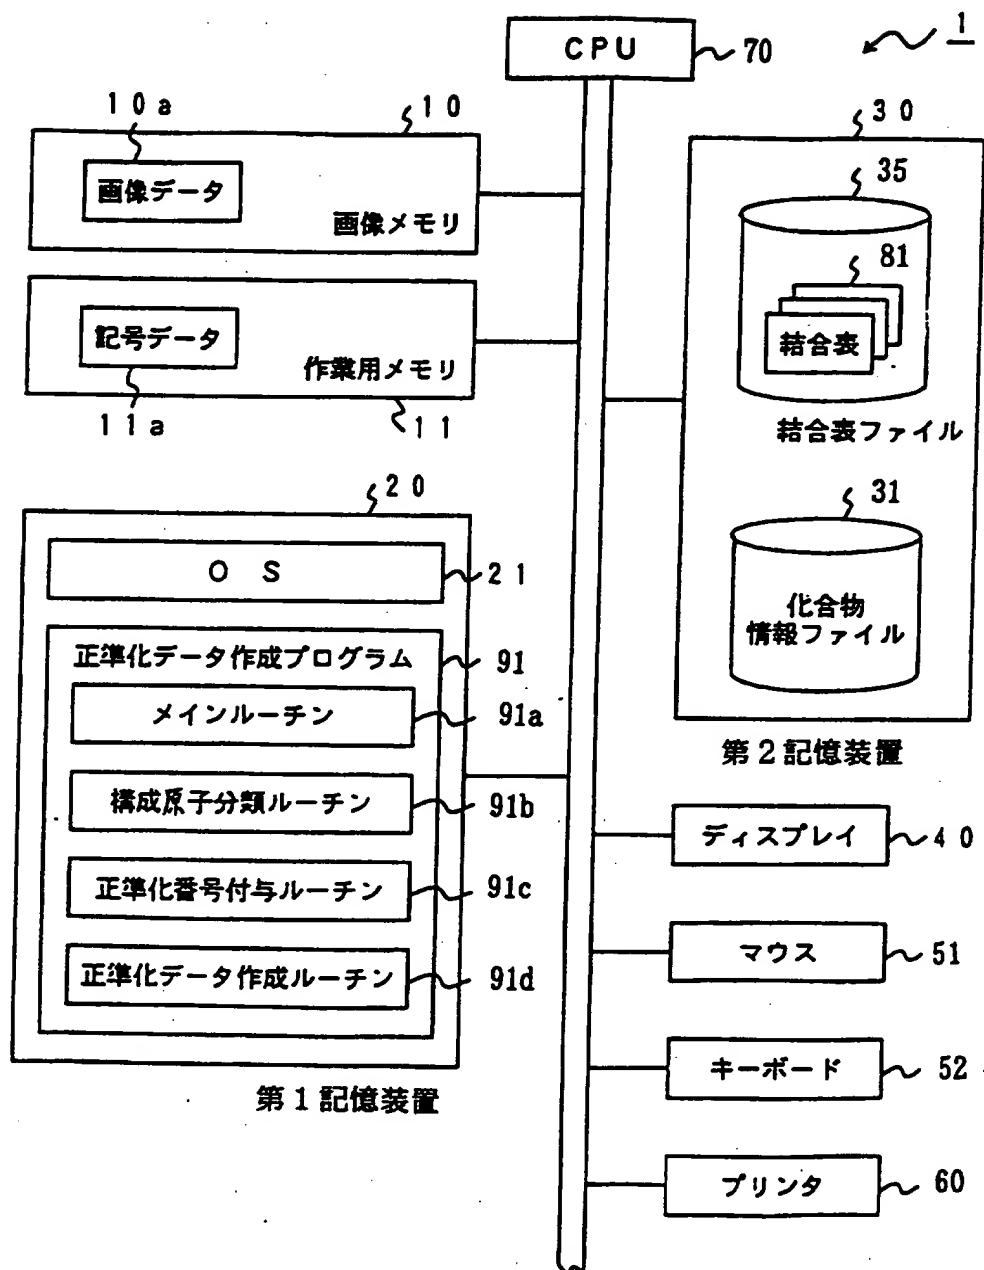 1
CPU
70
10a
10
画像データ
画像メモリ
記号データ
作業用メモリ
11a
11
20
OS
21
正準化データ作成プログラム
91
メインルーチン
91a
構成原子分類ルーチン
91b
正準化番号付与ルーチン
91c
正準化データ作成ルーチン
91d
第1記憶装置
30
35
81
結合表
結合表ファイル
31
化合物
情報ファイル
第2記憶装置
ディスプレイ
40
マウス
51
キーボード
52
プリンタ
60